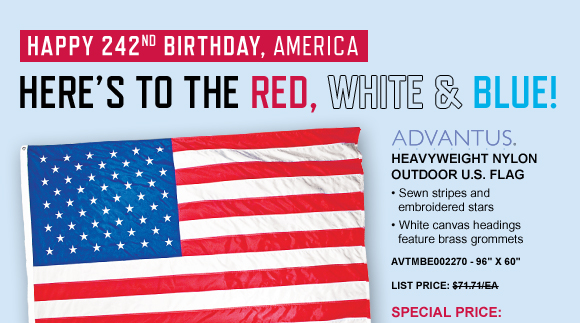 HAPPY 242ND BIRTHDAY, AMERICA
HERE'S TO THE RED, WHITE & BLUE!
ADVANTUS.
HEAVYWEIGHT NYLON
OUTDOOR U.S. FLAG
• Sewn stripes and
embroidered stars
• White canvas headings
feature brass grommets
AVTMBE002270 - 96" X 60"
LIST PRICE: $71.71/EA
SPECIAL PRICE: